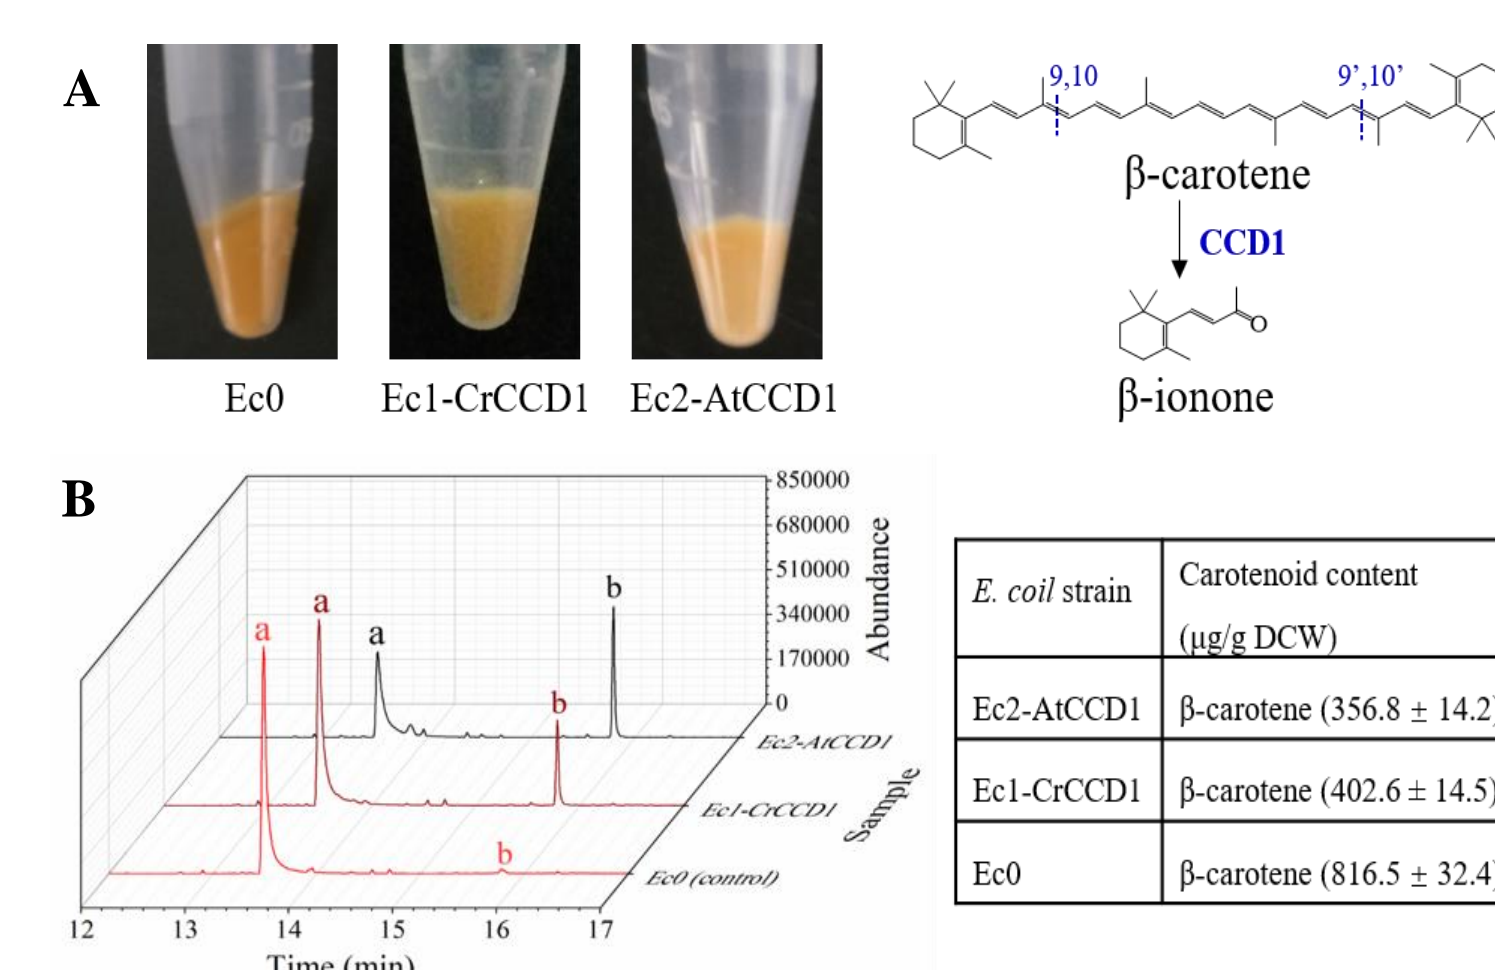 A
9,10
9',10'
β-carotene
CCD1
O
β-ionone
Ec0
Ec1-CrCCD1
Ec2-AtCCD1
B
850000
680000
510000
340000
170000
0
Abundance
a
a
a
b
b
b
Ec2-AtCCD1
Ec1-CrCCD1
Ec0 (control)
Sample
12
13
14
15
16
17
Time (min)
E. coil strain
Carotenoid content
(μg/g DCW)
Ec2-AtCCD1
β-carotene (356.8 ± 14.2)
Ec1-CrCCD1
β-carotene (402.6 ± 14.5)
Ec0
β-carotene (816.5 ± 32.4)